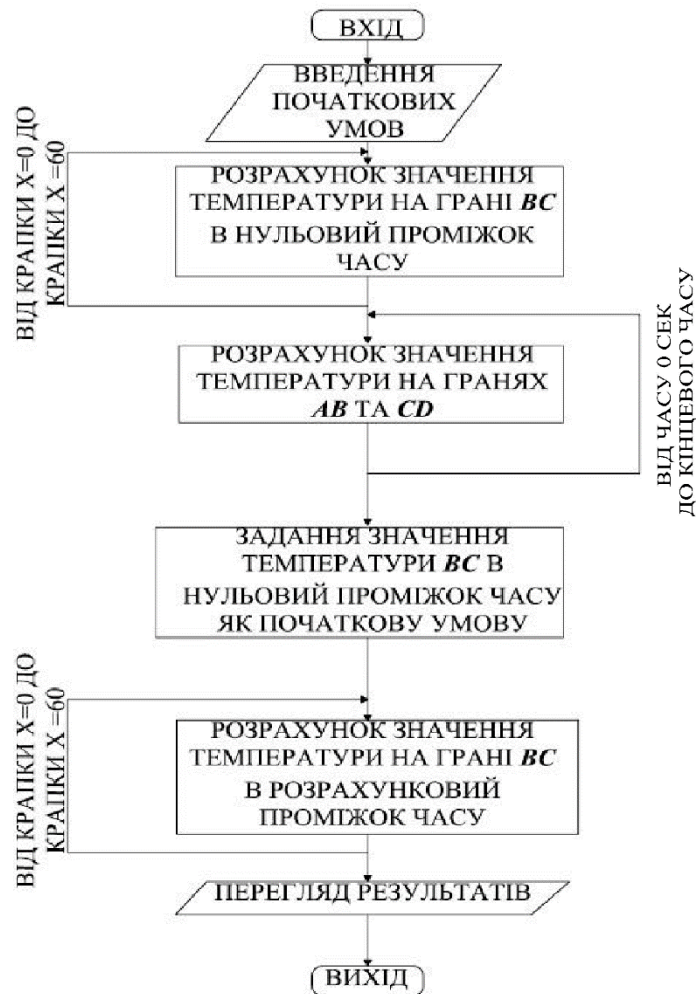 ВХІД
ВВЕДЕННЯ
ПОЧАТКОВИХ
УМОВ
ВІД КРАПКИ X=0 ДО
КРАПКИ X =60
РОЗРАХУНОК ЗНАЧЕННЯ
ТЕМПЕРАТУРИ НА ГРАНІ BC
В НУЛЬОВИЙ ПРОМІЖОК
ЧАСУ
РОЗРАХУНОК ЗНАЧЕННЯ
ТЕМПЕРАТУРИ НА ГРАНЯХ
AB ТА CD
ВІД ЧАСУ 0 СЕК
ДО КІНЦЕВОГО ЧАСУ
ЗАДАННЯ ЗНАЧЕННЯ
ТЕМПЕРАТУРИ BC В
НУЛЬОВИЙ ПРОМІЖОК ЧАСУ
ЯК ПОЧАТКОВУ УМОВУ
ВІД КРАПКИ X=0 ДО
КРАПКИ X =60
РОЗРАХУНОК ЗНАЧЕННЯ
ТЕМПЕРАТУРИ НА ГРАНІ BC
В РОЗРАХУНКОВИЙ
ПРОМІЖОК ЧАСУ
ПЕРЕГЛЯД РЕЗУЛЬТАТІВ
ВИХІД